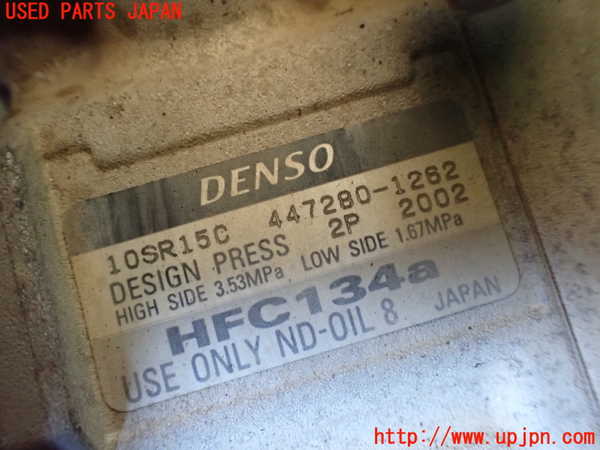 USED PARTS JAPAN
DENSO
10SR15C 447280-1262
DESIGN PRESS 2P 2002
HIGH SIDE 3.53MPa LOW SIDE 1.67MPa
HFC134a
USE ONLY ND-OIL 8 JAPAN
http://www.upjpn.com/